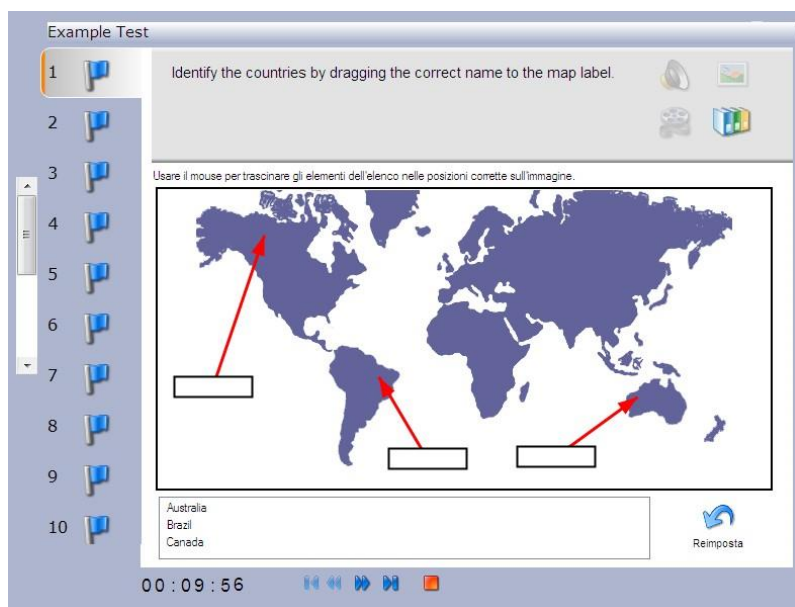 Example Test
1
Identify the countries by dragging the correct name to the map label.
2
3
Usare il mouse per trascinare gli elementi dell'elenco nelle posizioni corrette sull'immagine.
4
5
6
7
8
9
10
Australia
Brazil
Canada
Reimposta
00:09:56